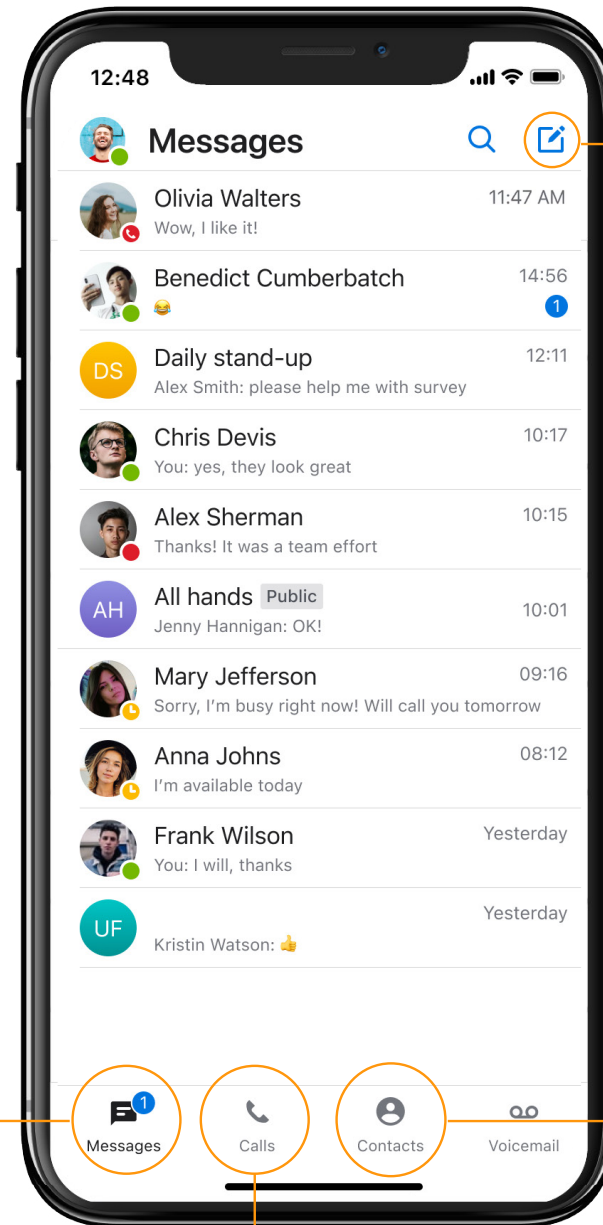 12:48
Messages
Olivia Walters 11:47 AM
Wow, I like it!
Benedict Cumberbatch 14:56
😂 1
Daily stand-up 12:11
DS
Alex Smith: please help me with survey
Chris Devis 10:17
You: yes, they look great
Alex Sherman 10:15
Thanks! It was a team effort
All hands Public
AH 10:01
Jenny Hannigan: OK!
Mary Jefferson 09:16
Sorry, I'm busy right now! Will call you tomorrow
Anna Johns 08:12
I'm available today
Frank Wilson Yesterday
You: I will, thanks
Yesterday
UF
Kristin Watson: 👍
1
Messages Calls Contacts Voicemail